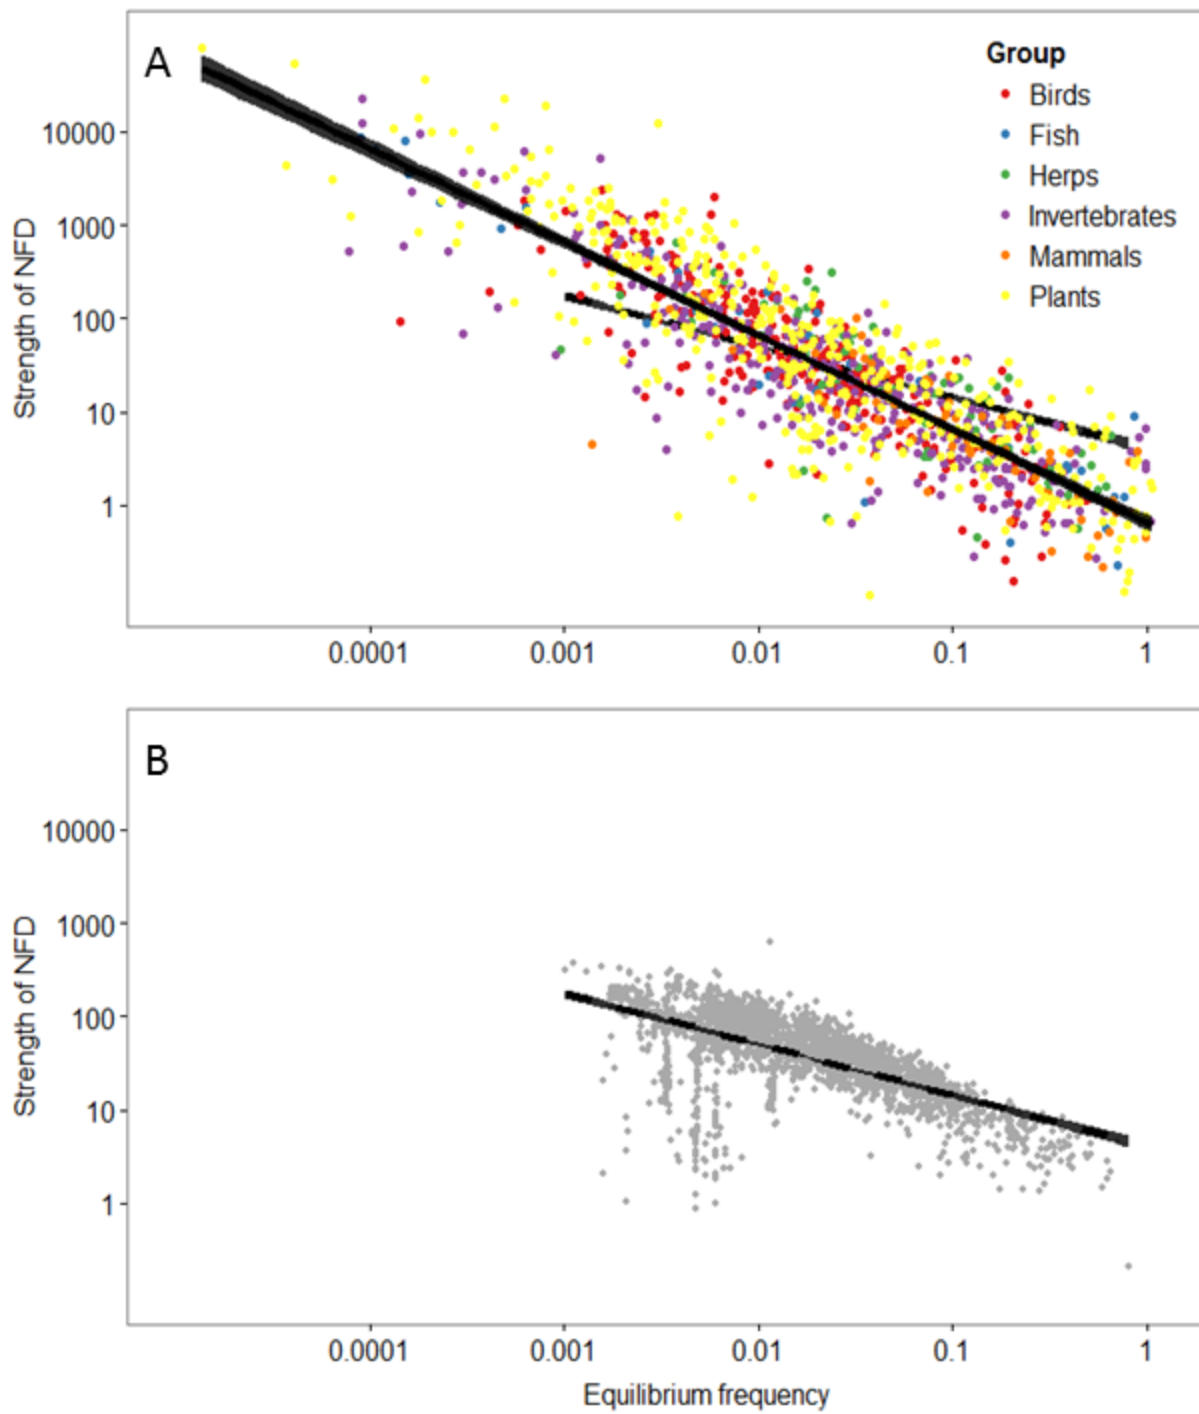 A
Group
Birds
Fish
Herps
Invertebrates
Mammals
Plants
Strength of NFD
10000
1000
100
10
1
0.0001
0.001
0.01
0.1
1
B
Strength of NFD
10000
1000
100
10
1
0.0001
0.001
0.01
0.1
1
Equilibrium frequency